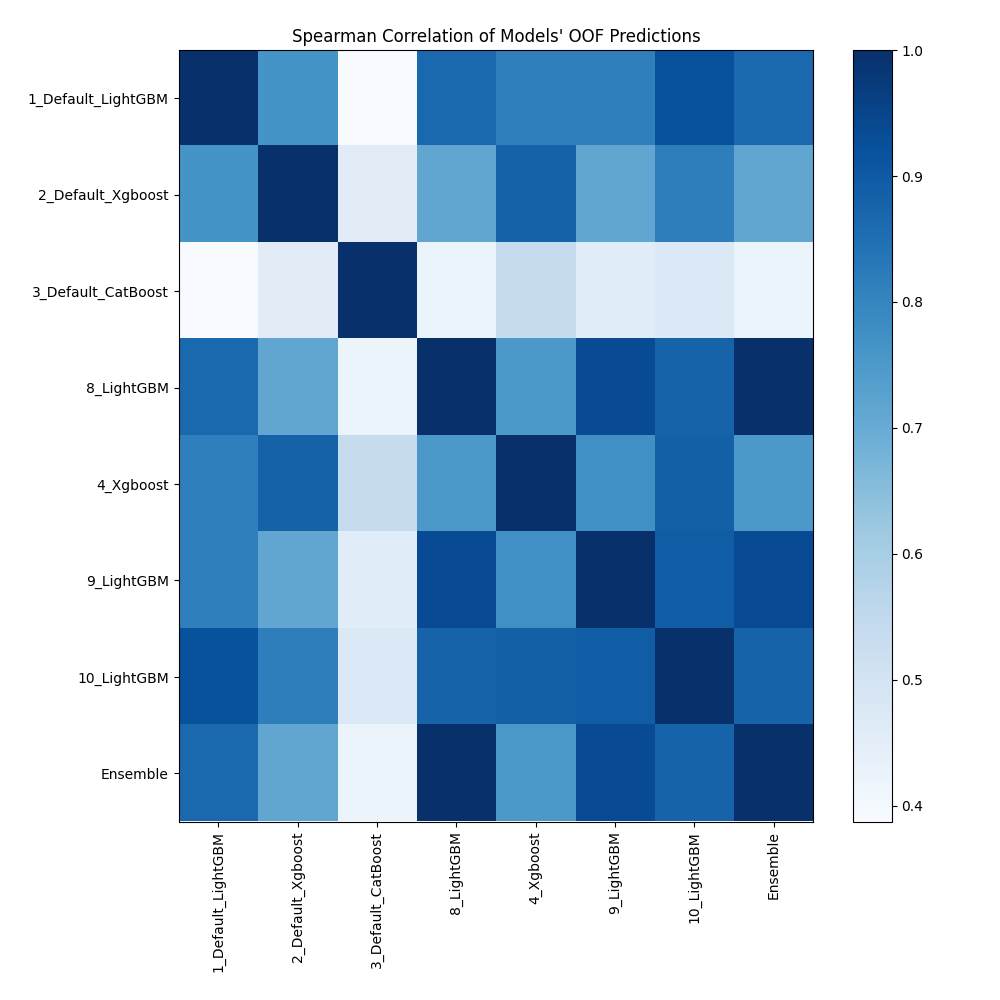 Spearman Correlation of Models' OOF Predictions
1_Default_LightGBM
2_Default_Xgboost
3_Default_CatBoost
8_LightGBM
4_Xgboost
9_LightGBM
10_LightGBM
Ensemble
1_Default_LightGBM
2_Default_Xgboost
3_Default_CatBoost
8_LightGBM
4_Xgboost
9_LightGBM
10_LightGBM
Ensemble
1.0
0.9
0.8
0.7
0.6
0.5
0.4